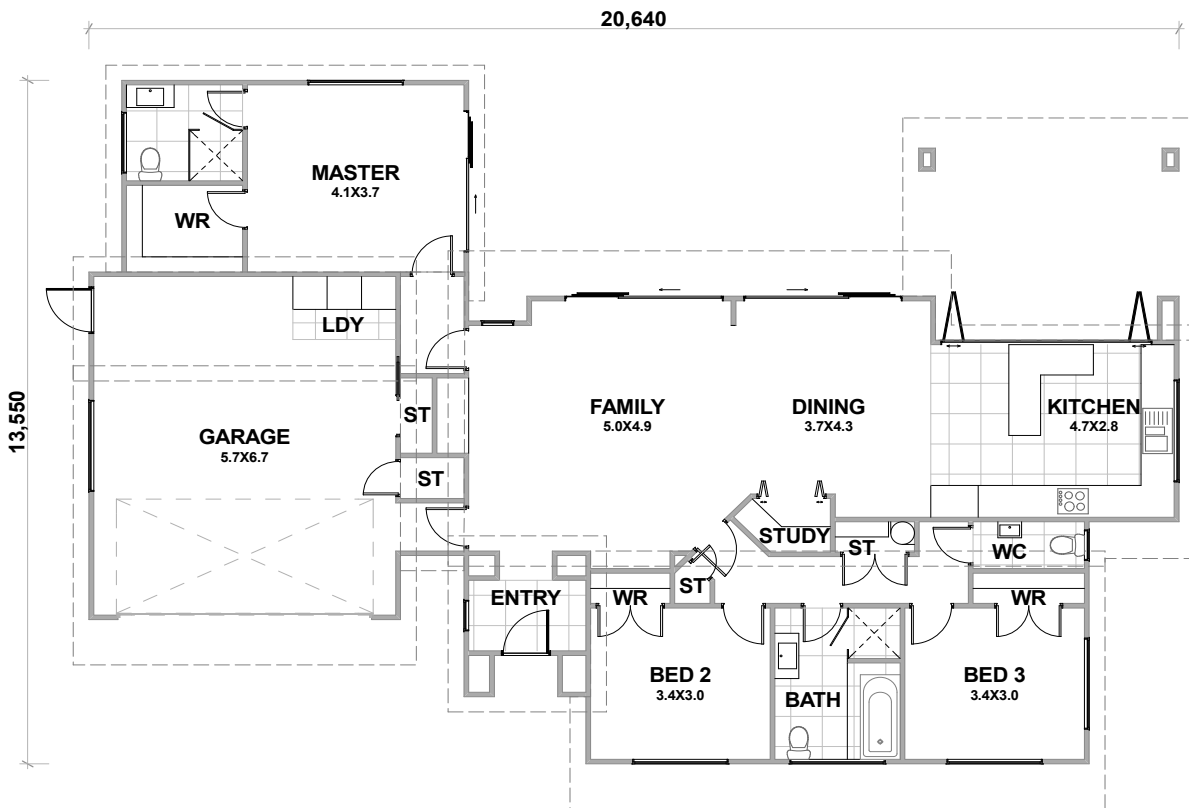 20,640
13,550
MASTER
4.1X3.7
WR
LDY
GARAGE
5.7X6.7
ST
ST
FAMILY
5.0X4.9
DINING
3.7X4.3
KITCHEN
4.7X2.8
STUDY
ST
WC
ST
ENTRY
WR
WR
BED 2
3.4X3.0
BATH
BED 3
3.4X3.0